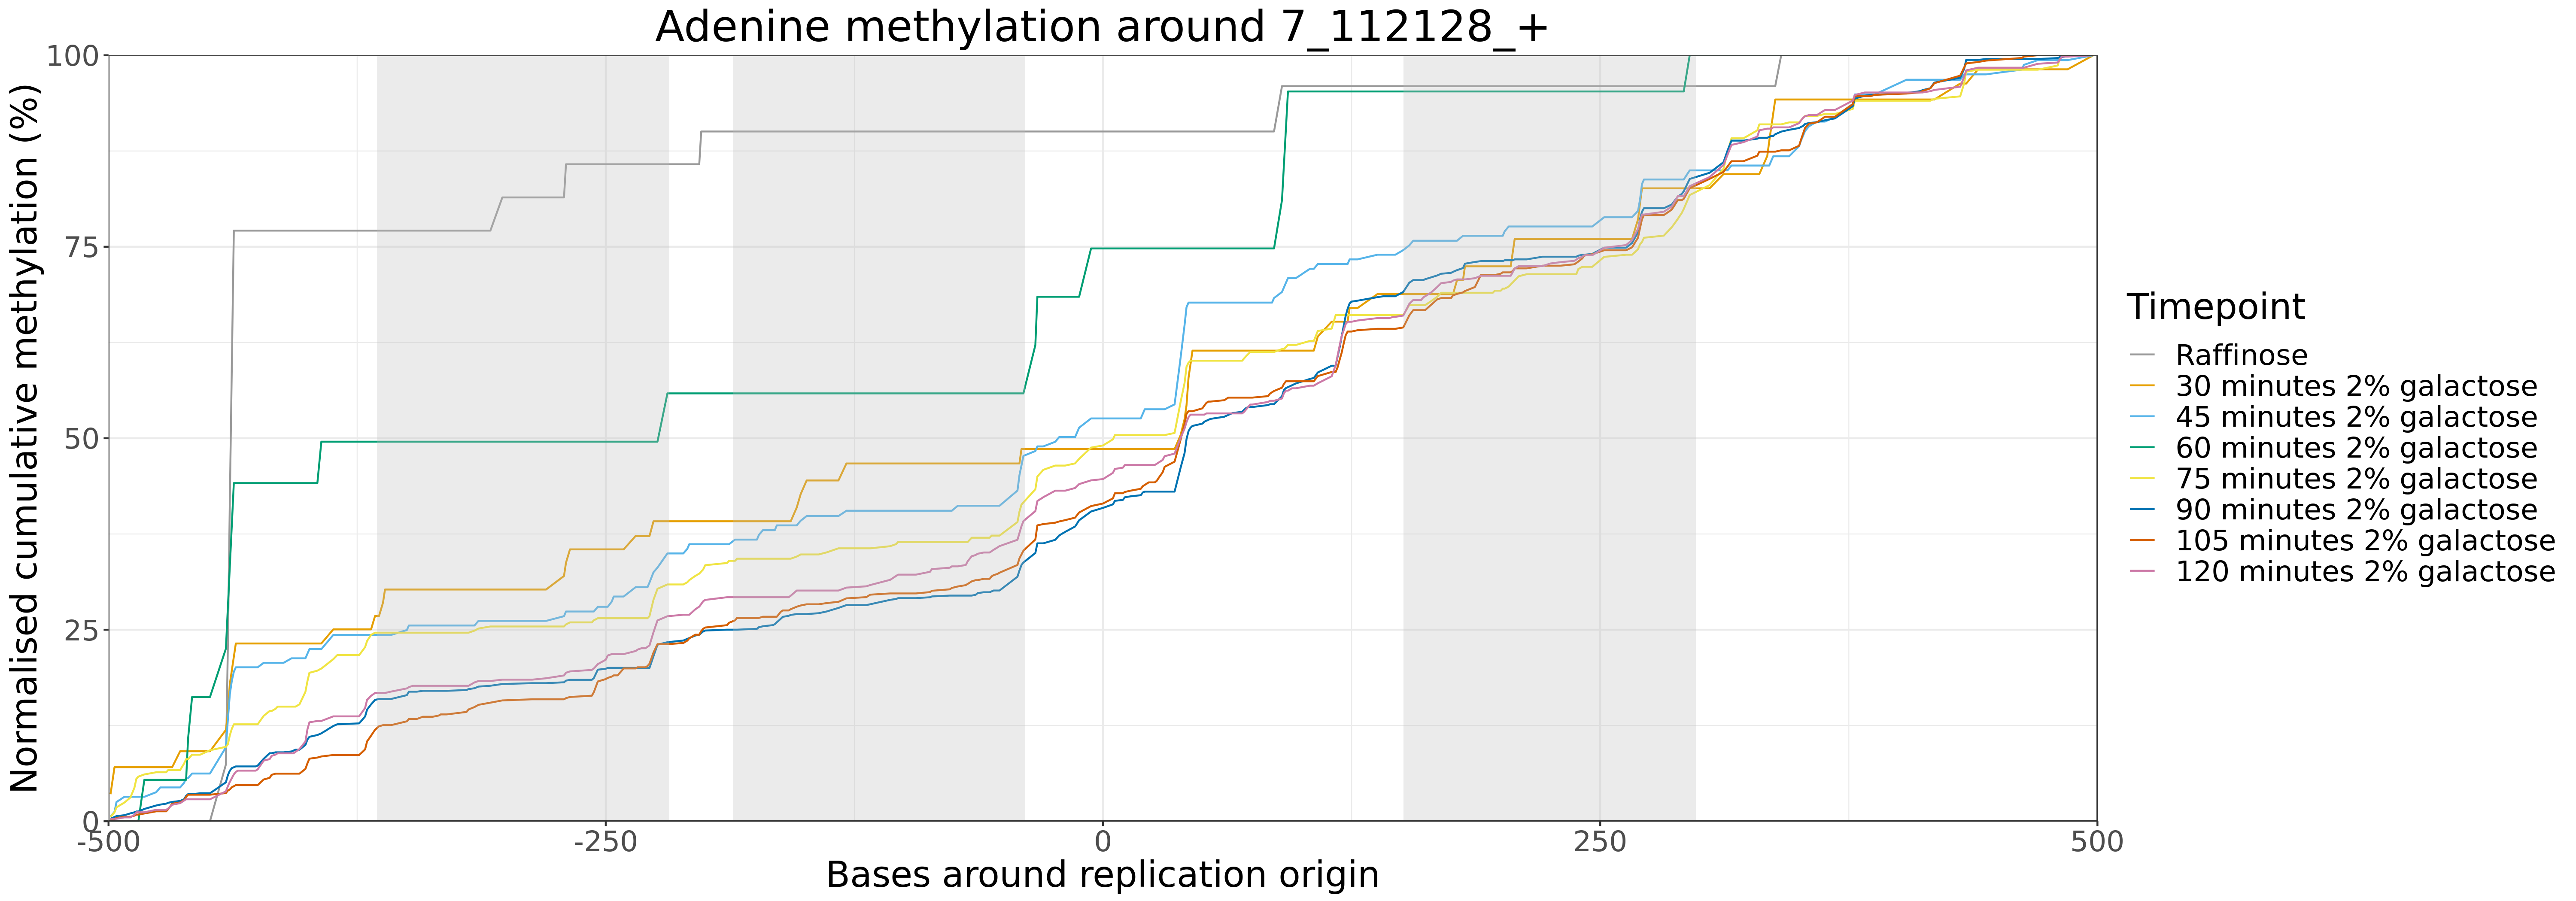 Adenine methylation around 7_112128_+
Normalised cumulative methylation (%)
100
75
50
25
0
-500
-250
0
250
500
Bases around replication origin
Timepoint
Raffinose
30 minutes 2% galactose
45 minutes 2% galactose
60 minutes 2% galactose
75 minutes 2% galactose
90 minutes 2% galactose
105 minutes 2% galactose
120 minutes 2% galactose